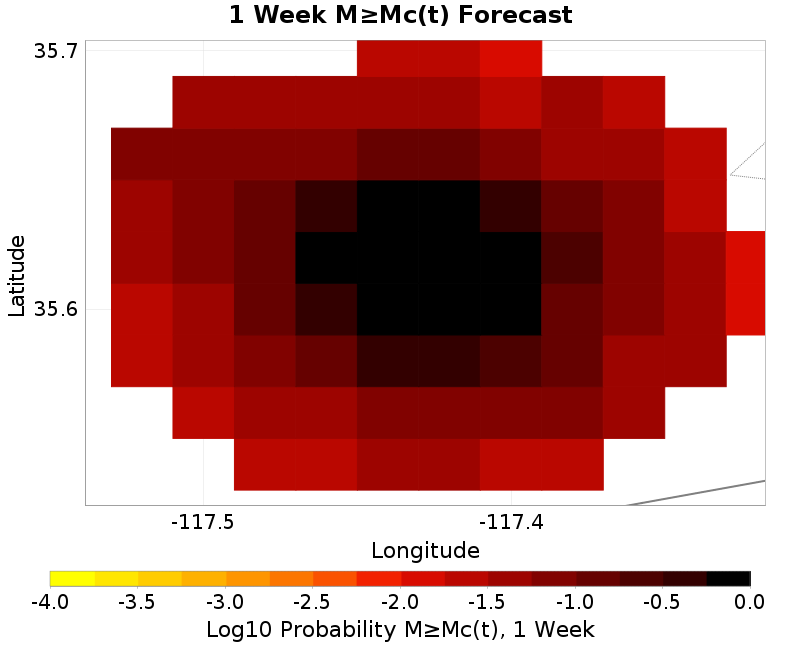 1 Week M≥Mc(t) Forecast
35.7
35.6
Latitude
-117.5 -117.4
Longitude
-4.0 -3.5 -3.0 -2.5 -2.0 -1.5 -1.0 -0.5 0.0
Log10 Probability M≥Mc(t), 1 Week